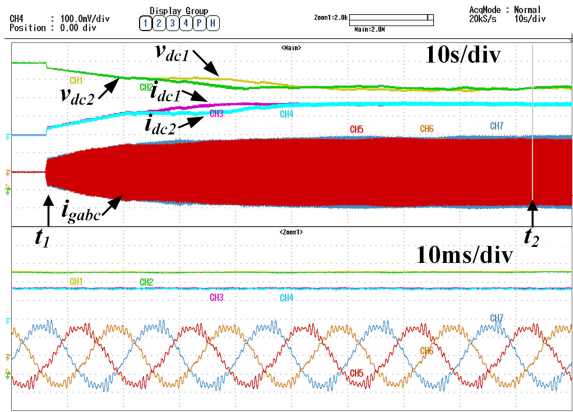 CH4 : 100.0mV/div
Position : 0.00 div
Display Group
1 2 3 4 P H
Zoom1:2.0k
Main:2.0M
AcqMode : Normal
20kS/s 10s/div
<Main>
10s/div
vdc1
CH1
CH2
vdc2
idc1
CH3
CH4
idc2
CH5
CH6
CH7
igabc
t1
t2
<Zoom1>
10ms/div
CH1
CH2
CH3
CH4
CH7
CH6
CH5